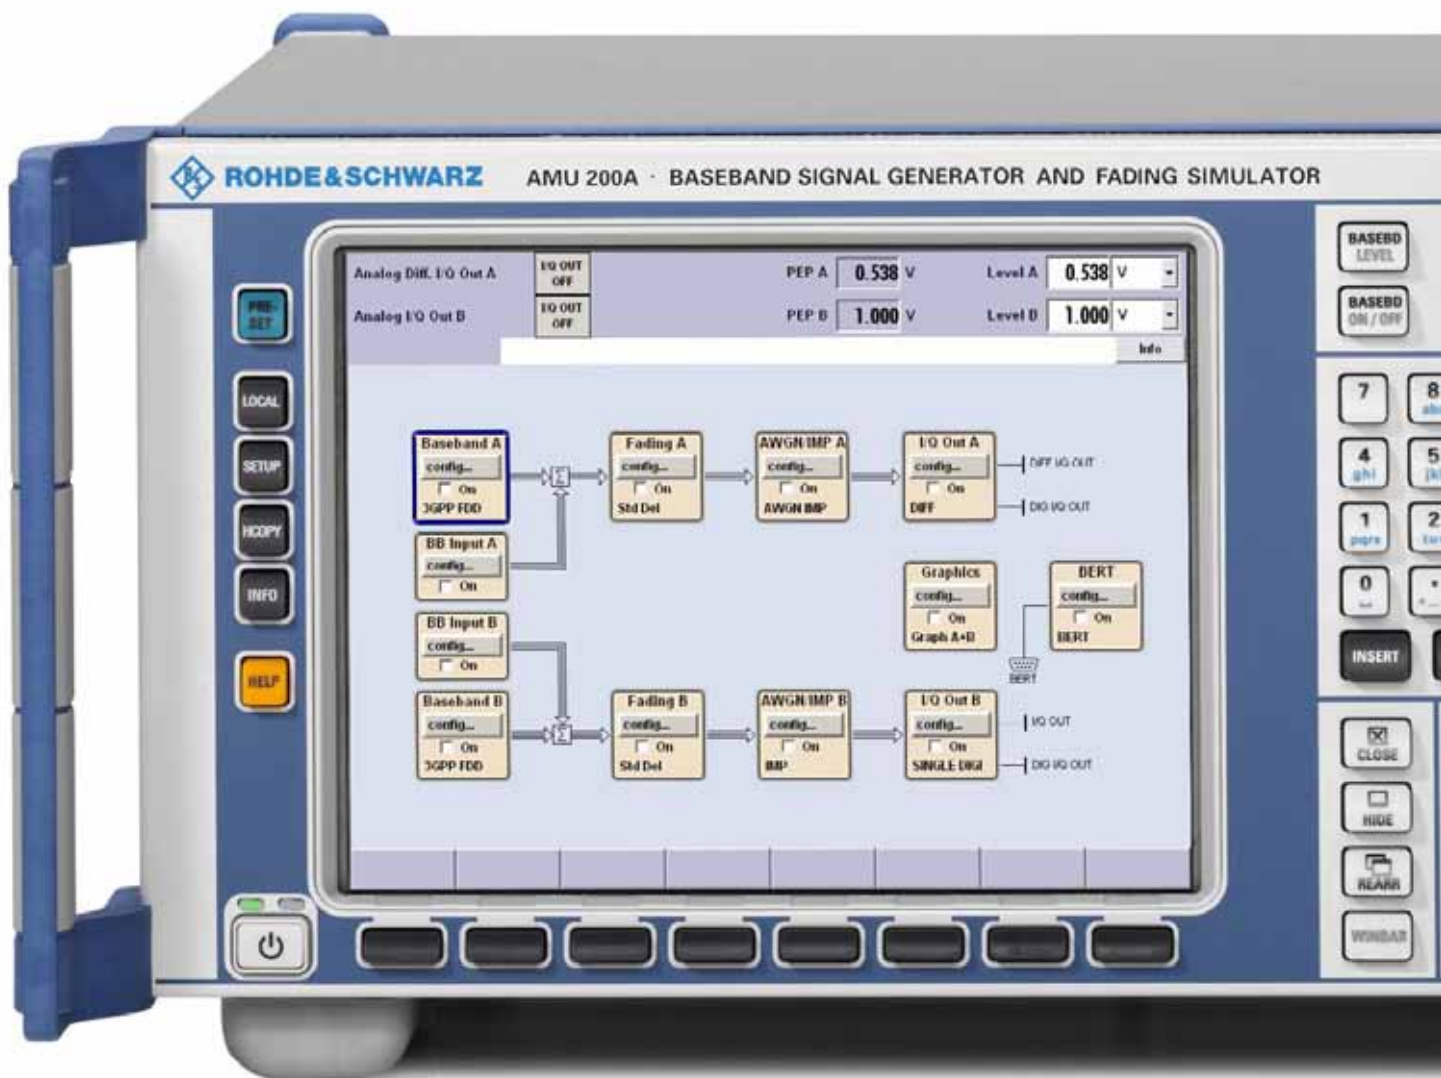 ROHDE&SCHWARZ AMU 200A · BASEBAND SIGNAL GENERATOR AND FADING SIMULATOR
BASEBD
LEVEL
BASEBD
ON / OFF
PRE-
SET
LOCAL
SETUP
HCOPY
INFO
HELP
Analog Diff. I/Q Out A I/Q OUT OFF PEP A 0.538 V Level A 0.538 V
Analog I/Q Out B I/Q OUT OFF PEP B 1.000 V Level B 1.000 V
Info
Baseband A
config...
On
3GPP FDD
Fading A
config...
On
Std Del
AWGN/IMP A
config...
On
AWGN IMP
I/Q Out A
config...
On
DIFF
DIFF I/Q OUT
DIG I/Q OUT
BB Input A
config...
On
Graphics
config...
On
Graph A+B
BERT
config...
On
BERT
BERT
BB Input B
config...
On
Baseband B
config...
On
3GPP FDD
Fading B
config...
On
Std Del
AWGN/IMP B
config...
On
IMP
I/Q Out B
config...
On
SINGLE DIGI
I/Q OUT
DIG I/Q OUT
7 8
4 5
ghi
1 2
pqrs
0 .
INSERT
CLOSE
HIDE
REARR
WINBAR